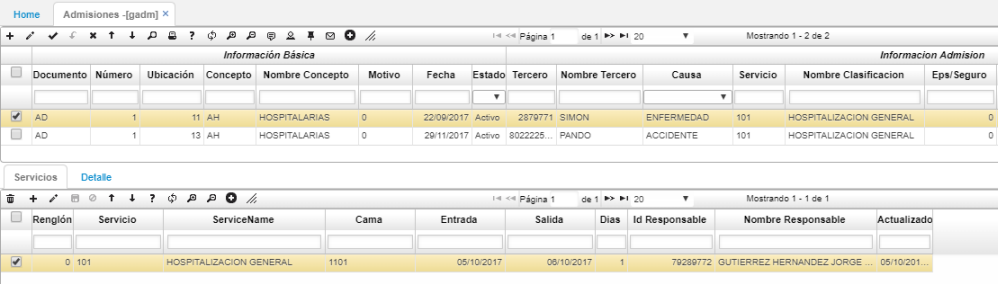 Home Admisiones -[gadm] ×
Página 1 de 1 20 Mostrando 1 - 2 de 2
Información Básica Informacion Admision
Documento Número Ubicación Concepto Nombre Concepto Motivo Fecha Estado Tercero Nombre Tercero Causa Servicio Nombre Clasificacion Eps/Seguro
AD 1 11 AH HOSPITALARIAS 0 22/09/2017 Activo 2879771 SIMON ENFERMEDAD 101 HOSPITALIZACION GENERAL 0
AD 1 13 AH HOSPITALARIAS 0 29/11/2017 Activo 8022225... PANDO ACCIDENTE 101 HOSPITALIZACION GENERAL 0
Servicios Detalle
Página 1 de 1 20 Mostrando 1 - 1 de 1
Renglón Servicio ServiceName Cama Entrada Salida Dias Id Responsable Nombre Responsable Actualizado
0 101 HOSPITALIZACION GENERAL 1101 05/10/2017 06/10/2017 1 79289772 GUTIERREZ HERNANDEZ JORGE ... 05/10/201...